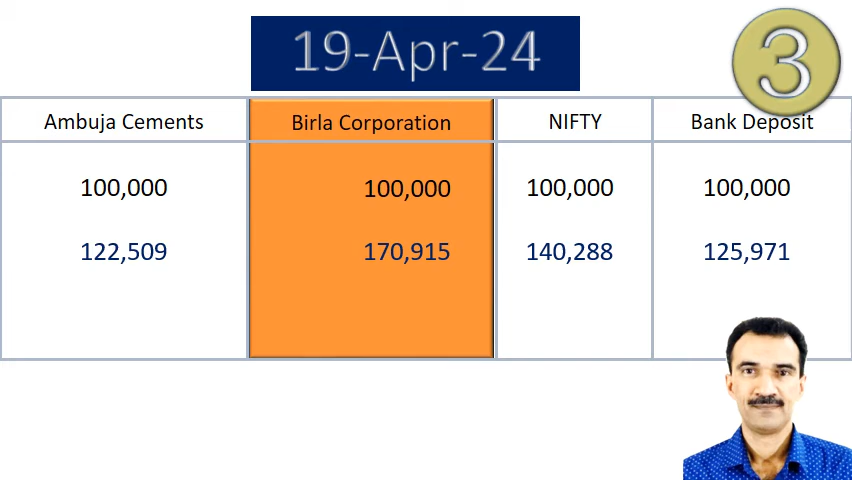 19-Apr-24
3
Ambuja Cements Birla Corporation NIFTY Bank Deposit
100,000 100,000 100,000 100,000
122,509 170,915 140,288 125,971